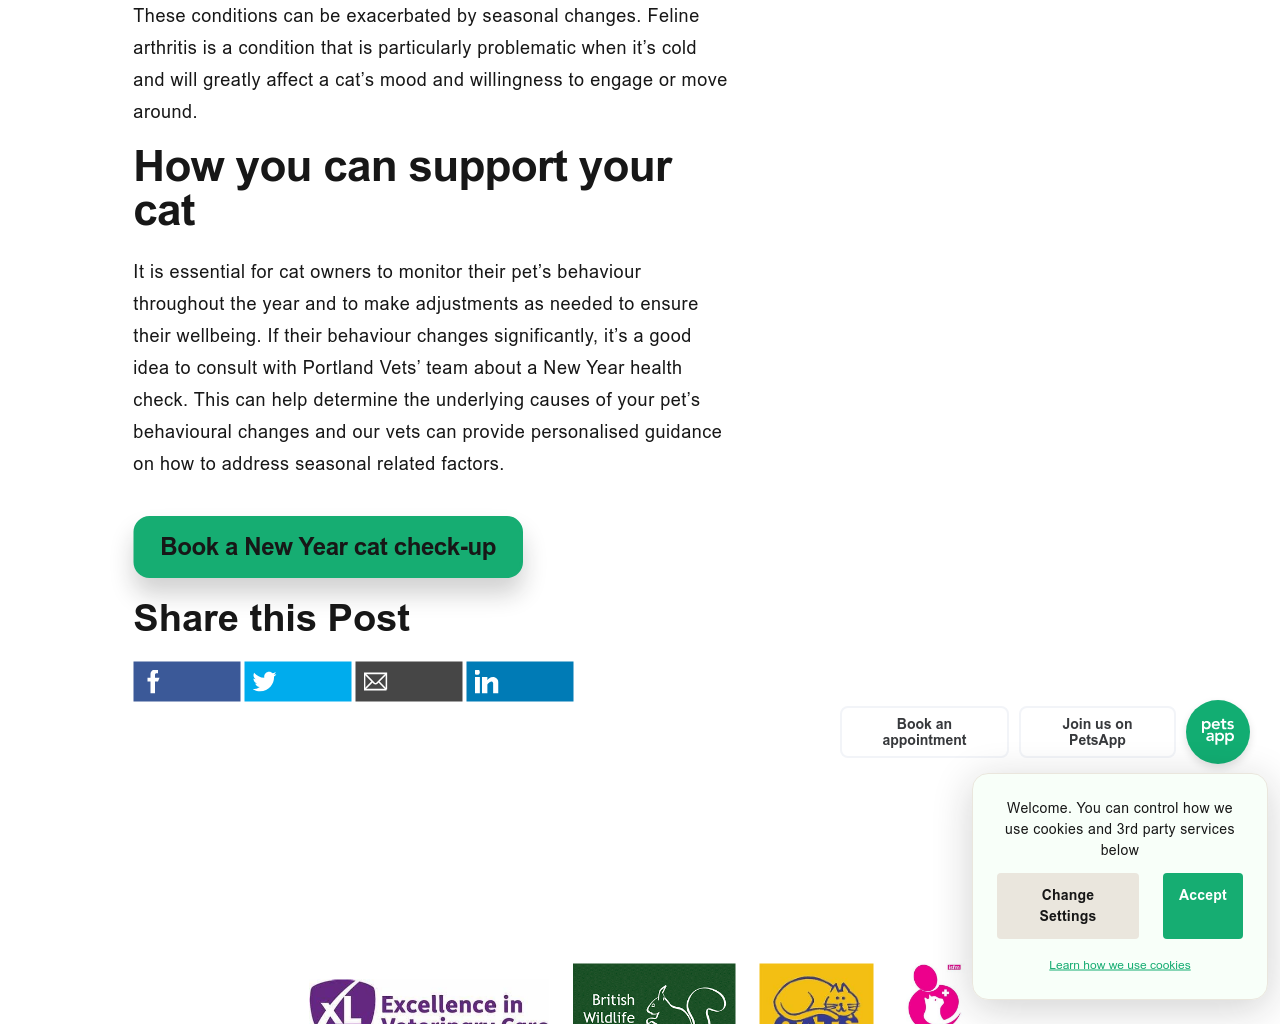 These conditions can be exacerbated by seasonal changes. Feline
arthritis is a condition that is particularly problematic when it’s cold
and will greatly affect a cat’s mood and willingness to engage or move
around.
How you can support your
cat
It is essential for cat owners to monitor their pet’s behaviour
throughout the year and to make adjustments as needed to ensure
their wellbeing. If their behaviour changes significantly, it’s a good
idea to consult with Portland Vets’ team about a New Year health
check. This can help determine the underlying causes of your pet’s
behavioural changes and our vets can provide personalised guidance
on how to address seasonal related factors.
Book a New Year cat check-up
Share this Post
Book an
appointment
Join us on
PetsApp
pets
app
Welcome. You can control how we
use cookies and 3rd party services
below
Change
Settings
Accept
Learn how we use cookies
XL
Excellence in
Veterinary Care
British
Wildlife
CATS